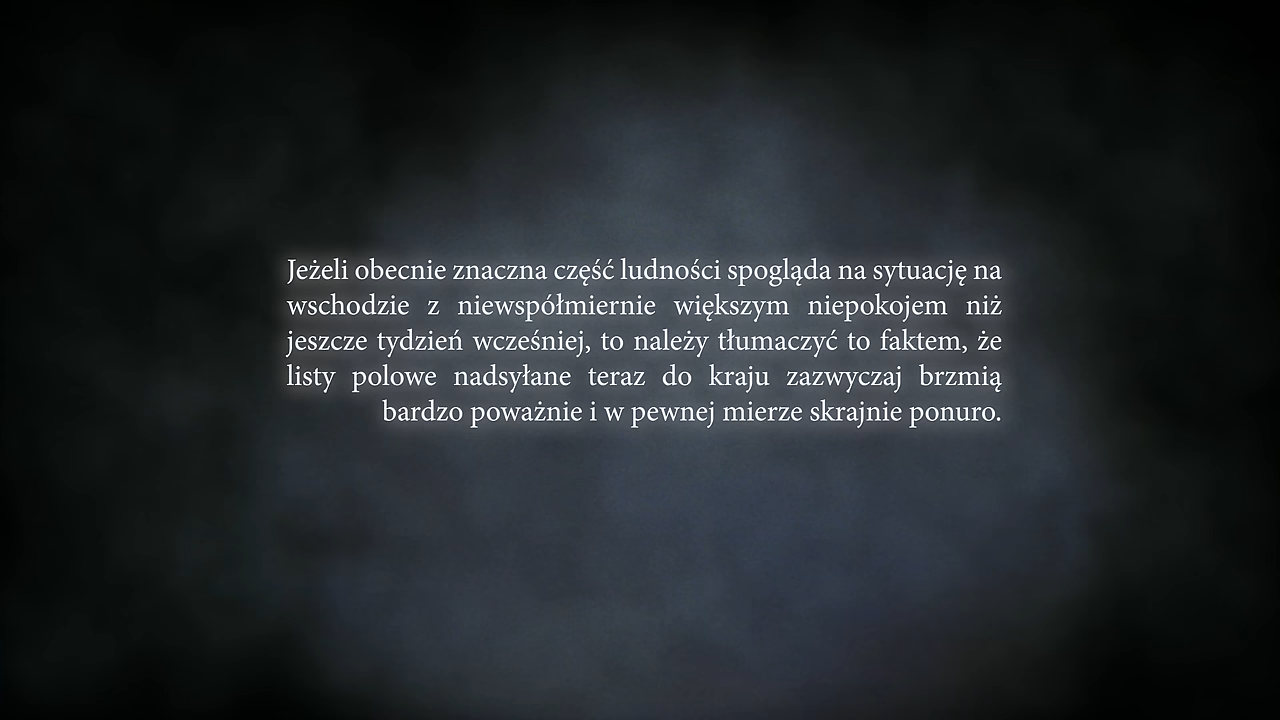 Jeżeli obecnie znaczna część ludności spogląda na sytuację na
wschodzie z niewspółmiernie większym niepokojem niż
jeszcze tydzień wcześniej, to należy tłumaczyć to faktem, że
listy polowe nadsyłane teraz do kraju zazwyczaj brzmią
bardzo poważnie i w pewnej mierze skrajnie ponuro.